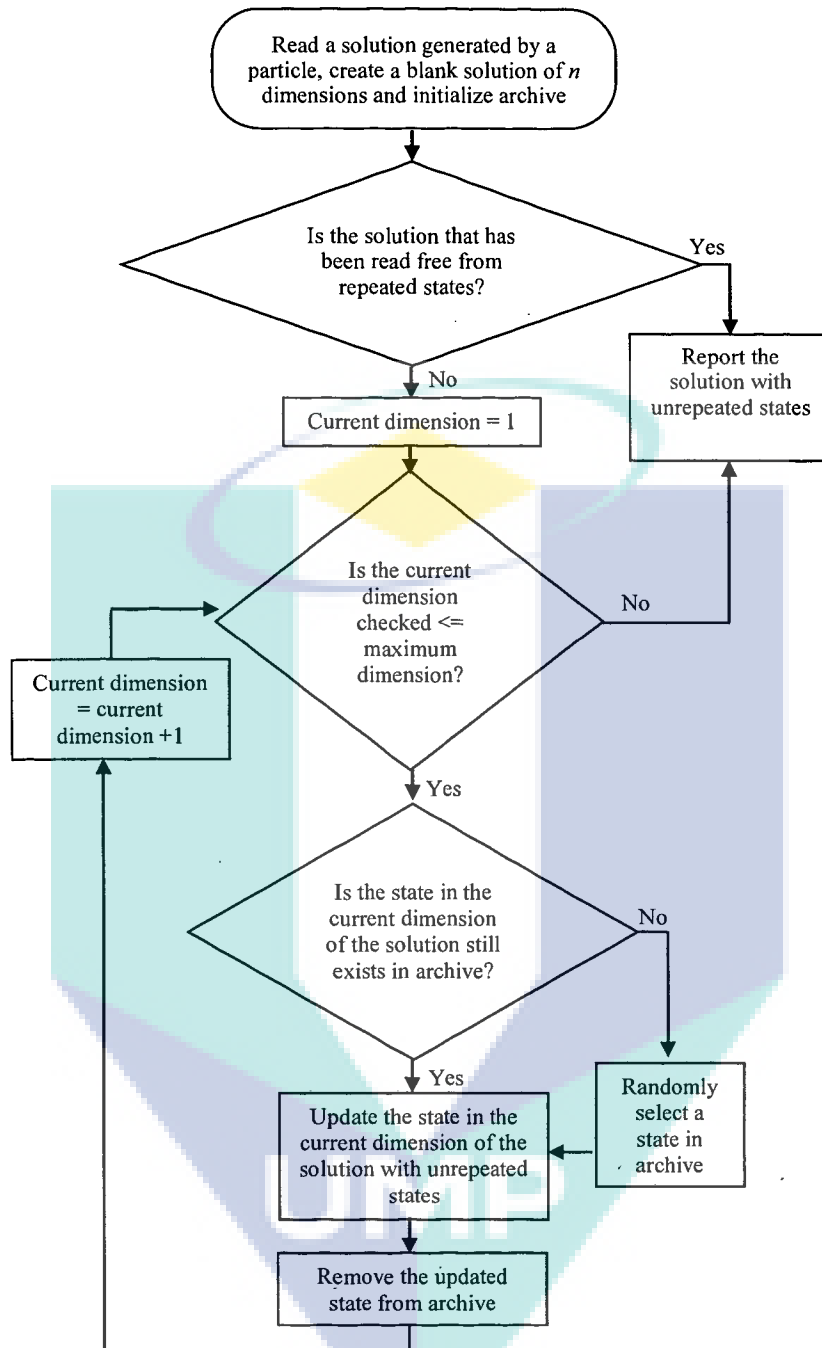 Read a solution generated by a
particle, create a blank solution of n
dimensions and initialize archive
Is the solution that has
been read free from
repeated states?
Yes
Report the
solution with
unrepeated states
No
Current dimension = 1
Is the current
dimension
checked <=
maximum
dimension?
No
Current dimension
= current
dimension +1
Yes
Is the state in the
current dimension
of the solution still
exists in archive?
No
Yes
Randomly
select a
state in
archive
Update the state in the
current dimension of the
solution with unrepeated
states
UMP
Remove the updated
state from archive